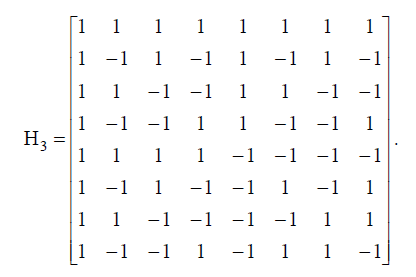 1 1 1 1 1 1 1 1
1 −1 1 −1 1 −1 1 −1
1 1 −1 −1 1 1 −1 −1
H₃ = 1 −1 −1 1 1 −1 −1 1 .
1 1 1 1 −1 −1 −1 −1
1 −1 1 −1 −1 1 −1 1
1 1 −1 −1 −1 −1 1 1
1 −1 −1 1 −1 1 1 −1